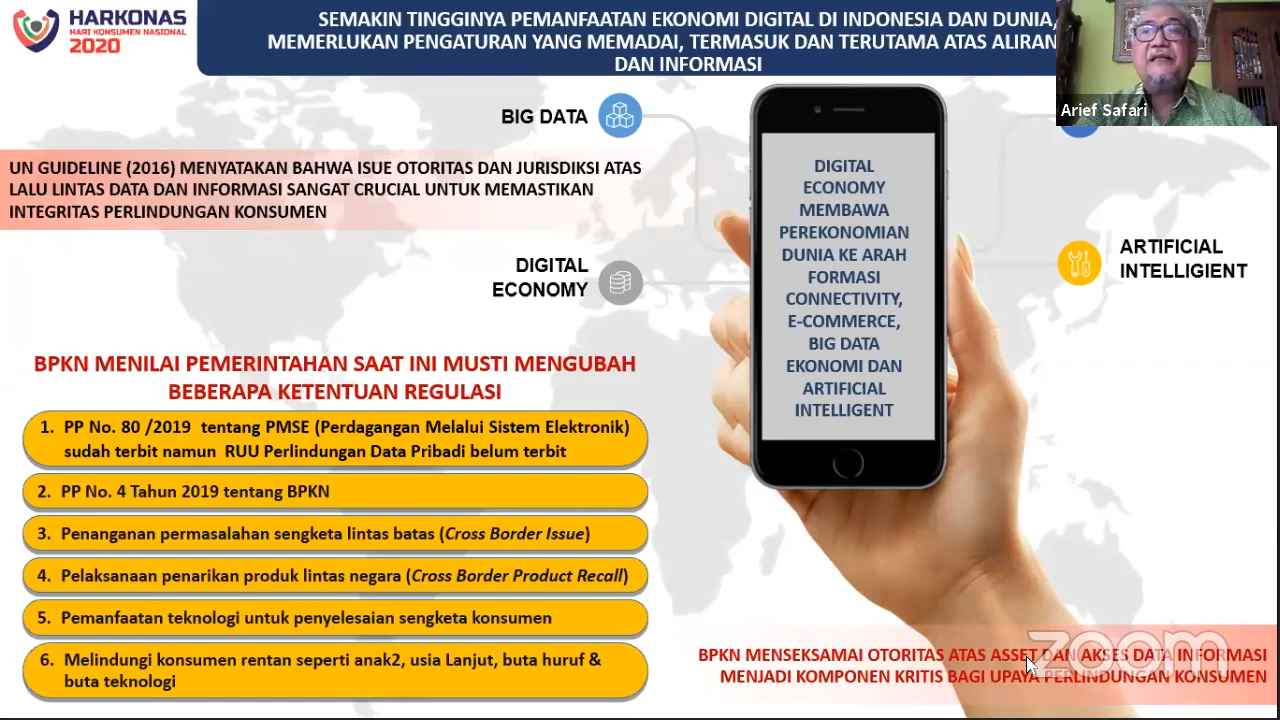 HARKONAS
HARI KONSUMEN NASIONAL
2020
SEMAKIN TINGGINYA PEMANFAATAN EKONOMI DIGITAL DI INDONESIA DAN DUNIA,
MEMERLUKAN PENGATURAN YANG MEMADAI, TERMASUK DAN TERUTAMA ATAS ALIRAN
DAN INFORMASI
Arief Safari
BIG DATA
UN GUIDELINE (2016) MENYATAKAN BAHWA ISUE OTORITAS DAN JURISDIKSI ATAS
LALU LINTAS DATA DAN INFORMASI SANGAT CRUCIAL UNTUK MEMASTIKAN
INTEGRITAS PERLINDUNGAN KONSUMEN
DIGITAL
ECONOMY
DIGITAL
ECONOMY
MEMBAWA
PEREKONOMIAN
DUNIA KE ARAH
FORMASI
CONNECTIVITY,
E-COMMERCE,
BIG DATA
EKONOMI DAN
ARTIFICIAL
INTELLIGENT
ARTIFICIAL
INTELLIGIENT
BPKN MENILAI PEMERINTAHAN SAAT INI MUSTI MENGUBAH
BEBERAPA KETENTUAN REGULASI
1. PP No. 80 /2019 tentang PMSE (Perdagangan Melalui Sistem Elektronik)
sudah terbit namun RUU Perlindungan Data Pribadi belum terbit
2. PP No. 4 Tahun 2019 tentang BPKN
3. Penanganan permasalahan sengketa lintas batas (Cross Border Issue)
4. Pelaksanaan penarikan produk lintas negara (Cross Border Product Recall)
5. Pemanfaatan teknologi untuk penyelesaian sengketa konsumen
6. Melindungi konsumen rentan seperti anak2, usia Lanjut, buta huruf &
buta teknologi
BPKN MENSEKSAMAI OTORITAS ATAS ASSET DAN AKSES DATA INFORMASI
MENJADI KOMPONEN KRITIS BAGI UPAYA PERLINDUNGAN KONSUMEN
zoom